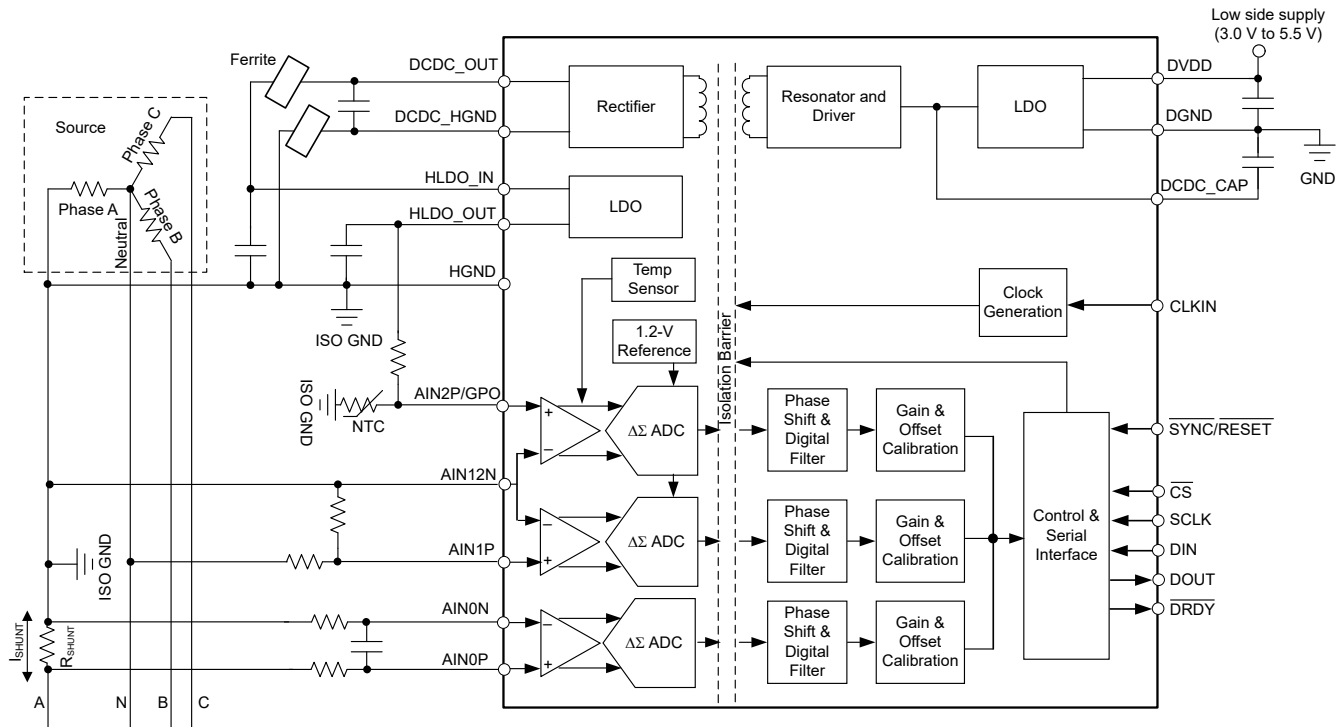 Low side supply
(3.0 V to 5.5 V)
Ferrite
DCDC_OUT
DVDD
Rectifier
Resonator and
Driver
LDO
Source
Phase C
DCDC_HGND
DGND
GND
HLDO_IN
DCDC_CAP
Phase A
Phase B
Neutral
LDO
HLDO_OUT
HGND
Temp
Sensor
Clock
Generation
CLKIN
ISO GND
1.2-V
Reference
Isolation Barrier
ISO GND
NTC
AIN2P/GPO
+
−
ΔΣ ADC
Phase
Shift &
Digital
Filter
Gain &
Offset
Calibration
SYNC/RESET
AIN12N
CS
SCLK
Control &
Serial
Interface
DIN
DOUT
DRDY
−
+
ΔΣ ADC
Phase
Shift &
Digital
Filter
Gain &
Offset
Calibration
AIN1P
ISO GND
AIN0N
−
+
ΔΣ ADC
Phase
Shift &
Digital
Filter
Gain &
Offset
Calibration
AIN0P
ISHUNT
RSHUNT
A
N
B
C